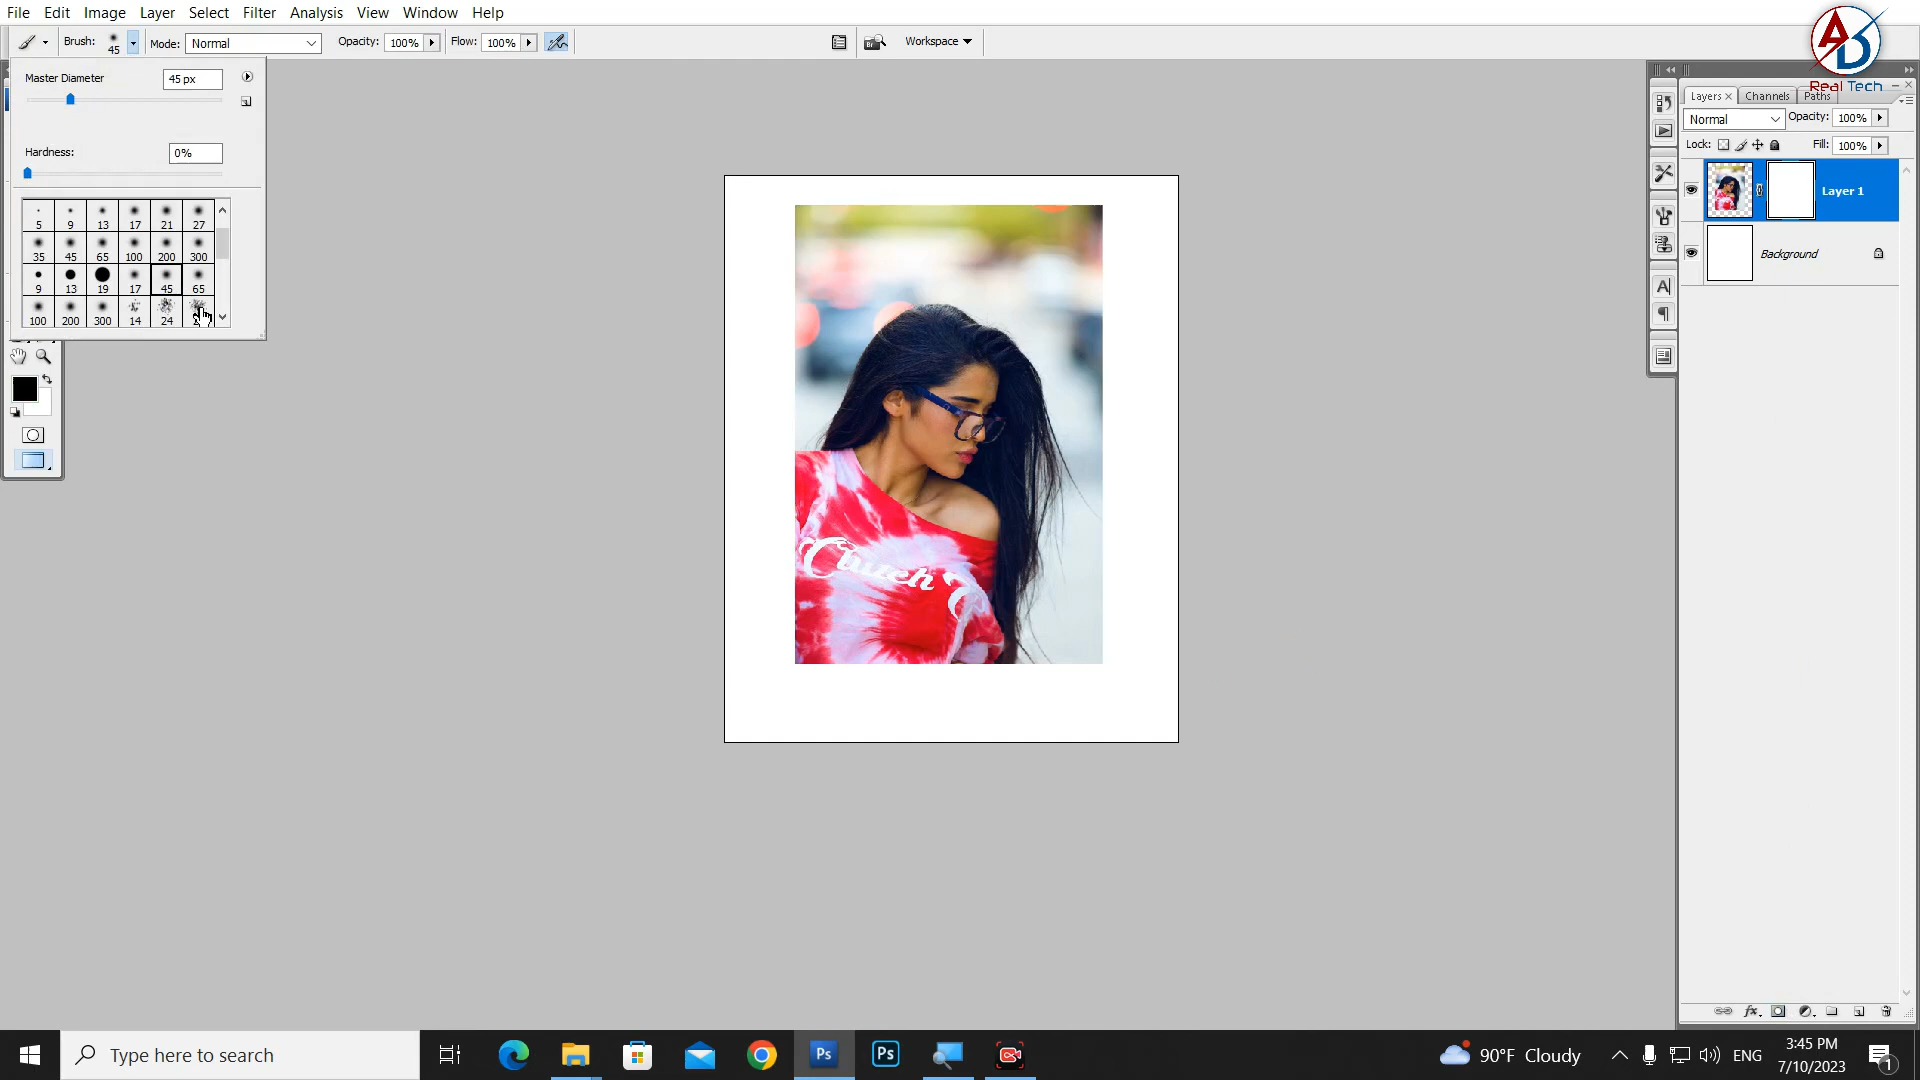 File Edit Image Layer Select Filter Analysis View Window Help
Brush: 45 Mode: Normal Opacity: 100% Flow: 100% Workspace
Real Tech
Master Diameter 45 px
Hardness: 0%
5 9 13 17 21 27
35 45 65 100 200 300
9 13 19 17 45 65
100 200 300 14 24
Clutch
Layers Channels Paths
Normal Opacity: 100%
Lock: Fill: 100%
Layer 1
Background
Type here to search
90°F Cloudy
ENG
3:45 PM
7/10/2023
1